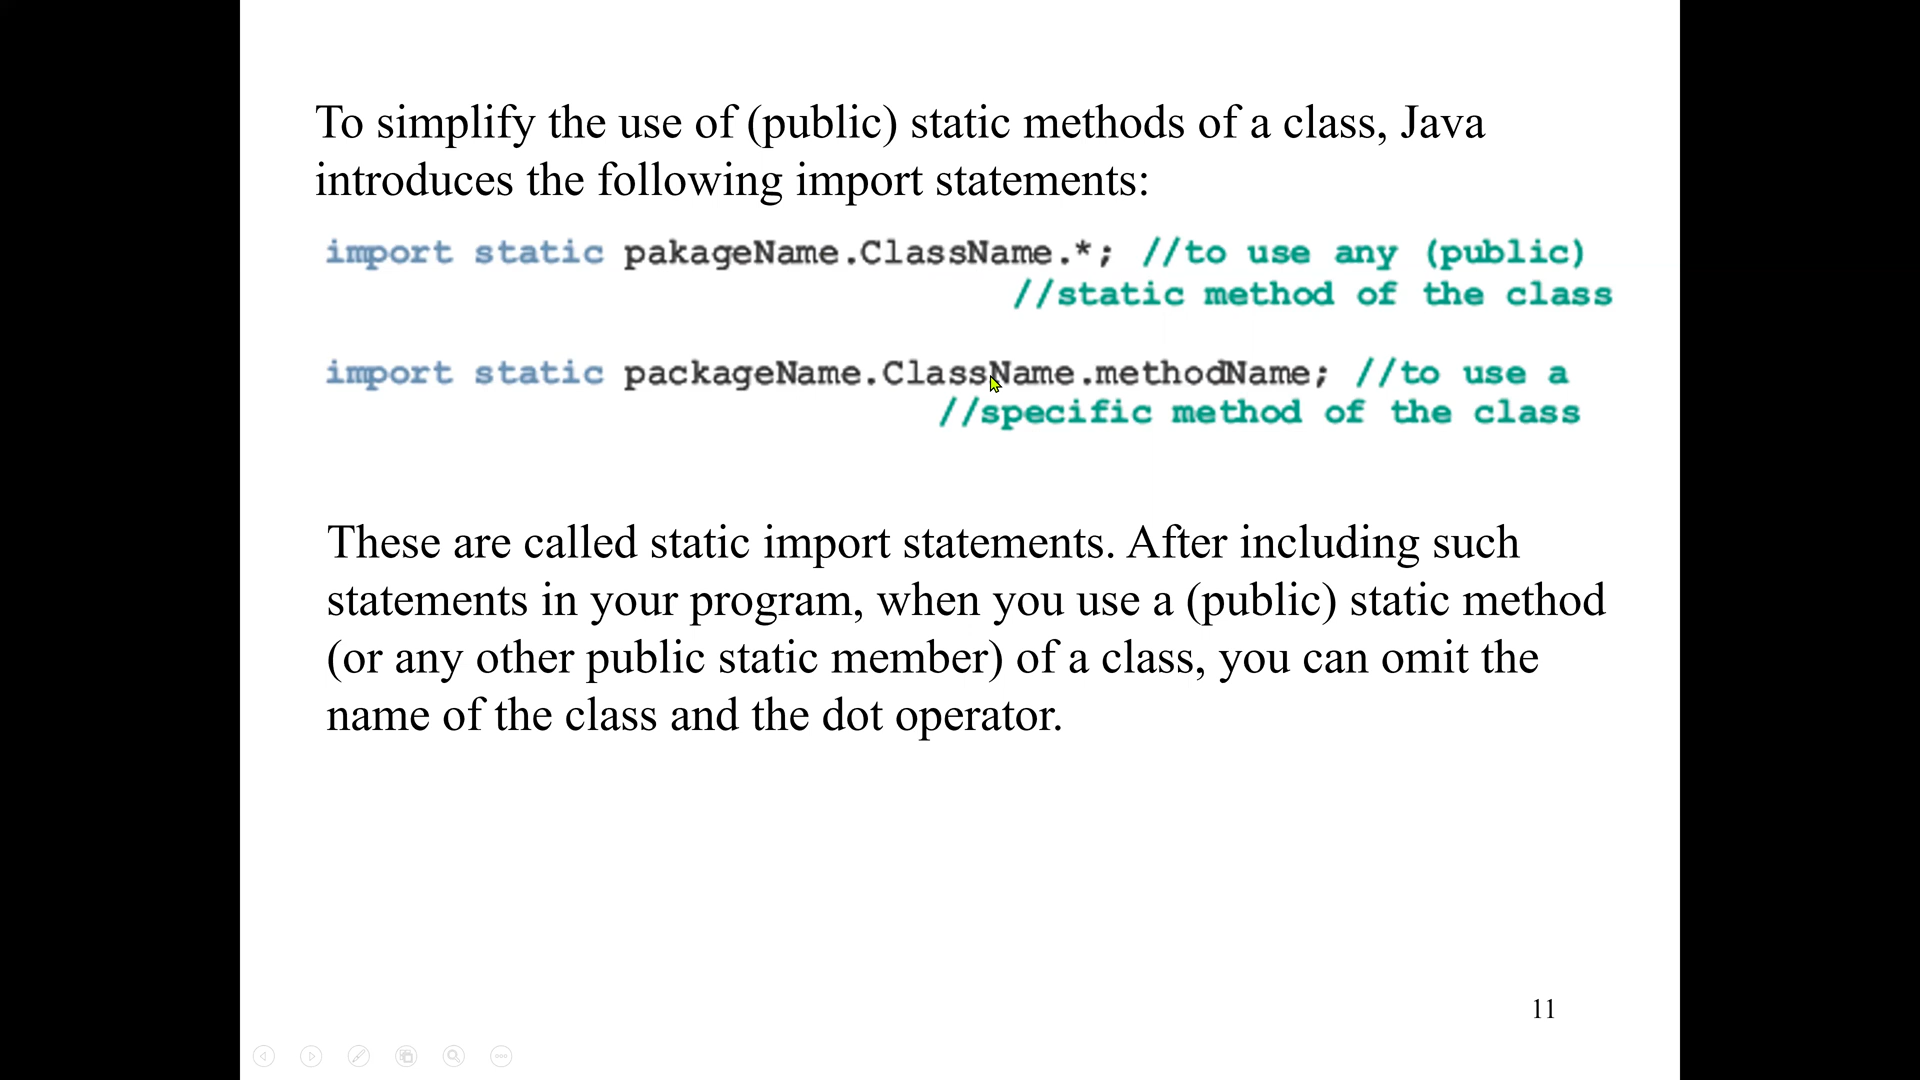 To simplify the use of (public) static methods of a class, Java
introduces the following import statements:
import static pakageName.ClassName.*; //to use any (public)
//static method of the class
import static packageName.ClassName.methodName; //to use a
//specific method of the class
These are called static import statements. After including such
statements in your program, when you use a (public) static method
(or any other public static member) of a class, you can omit the
name of the class and the dot operator.
11